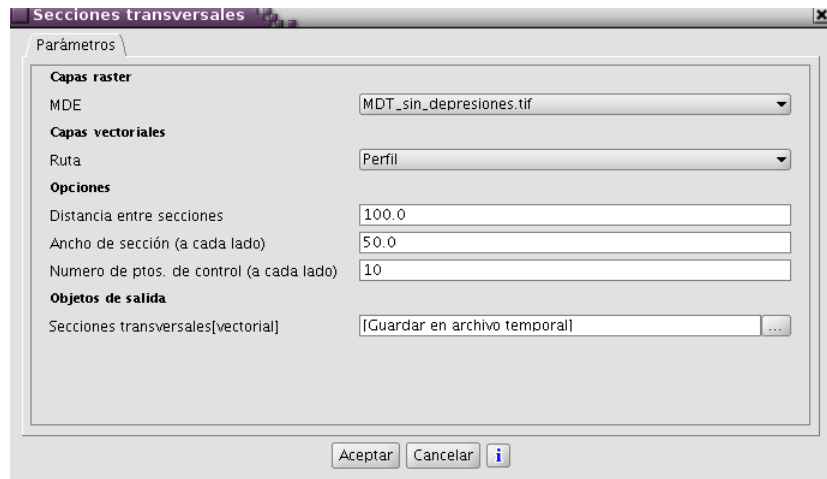 Secciones transversales
Parámetros
Capas raster
MDE MDT_sin_depresiones.tif
Capas vectoriales
Ruta Perfil
Opciones
Distancia entre secciones 100.0
Ancho de sección (a cada lado) 50.0
Numero de ptos. de control (a cada lado) 10
Objetos de salida
Secciones transversales[vectorial] [Guardar en archivo temporal] ...
Aceptar Cancelar i